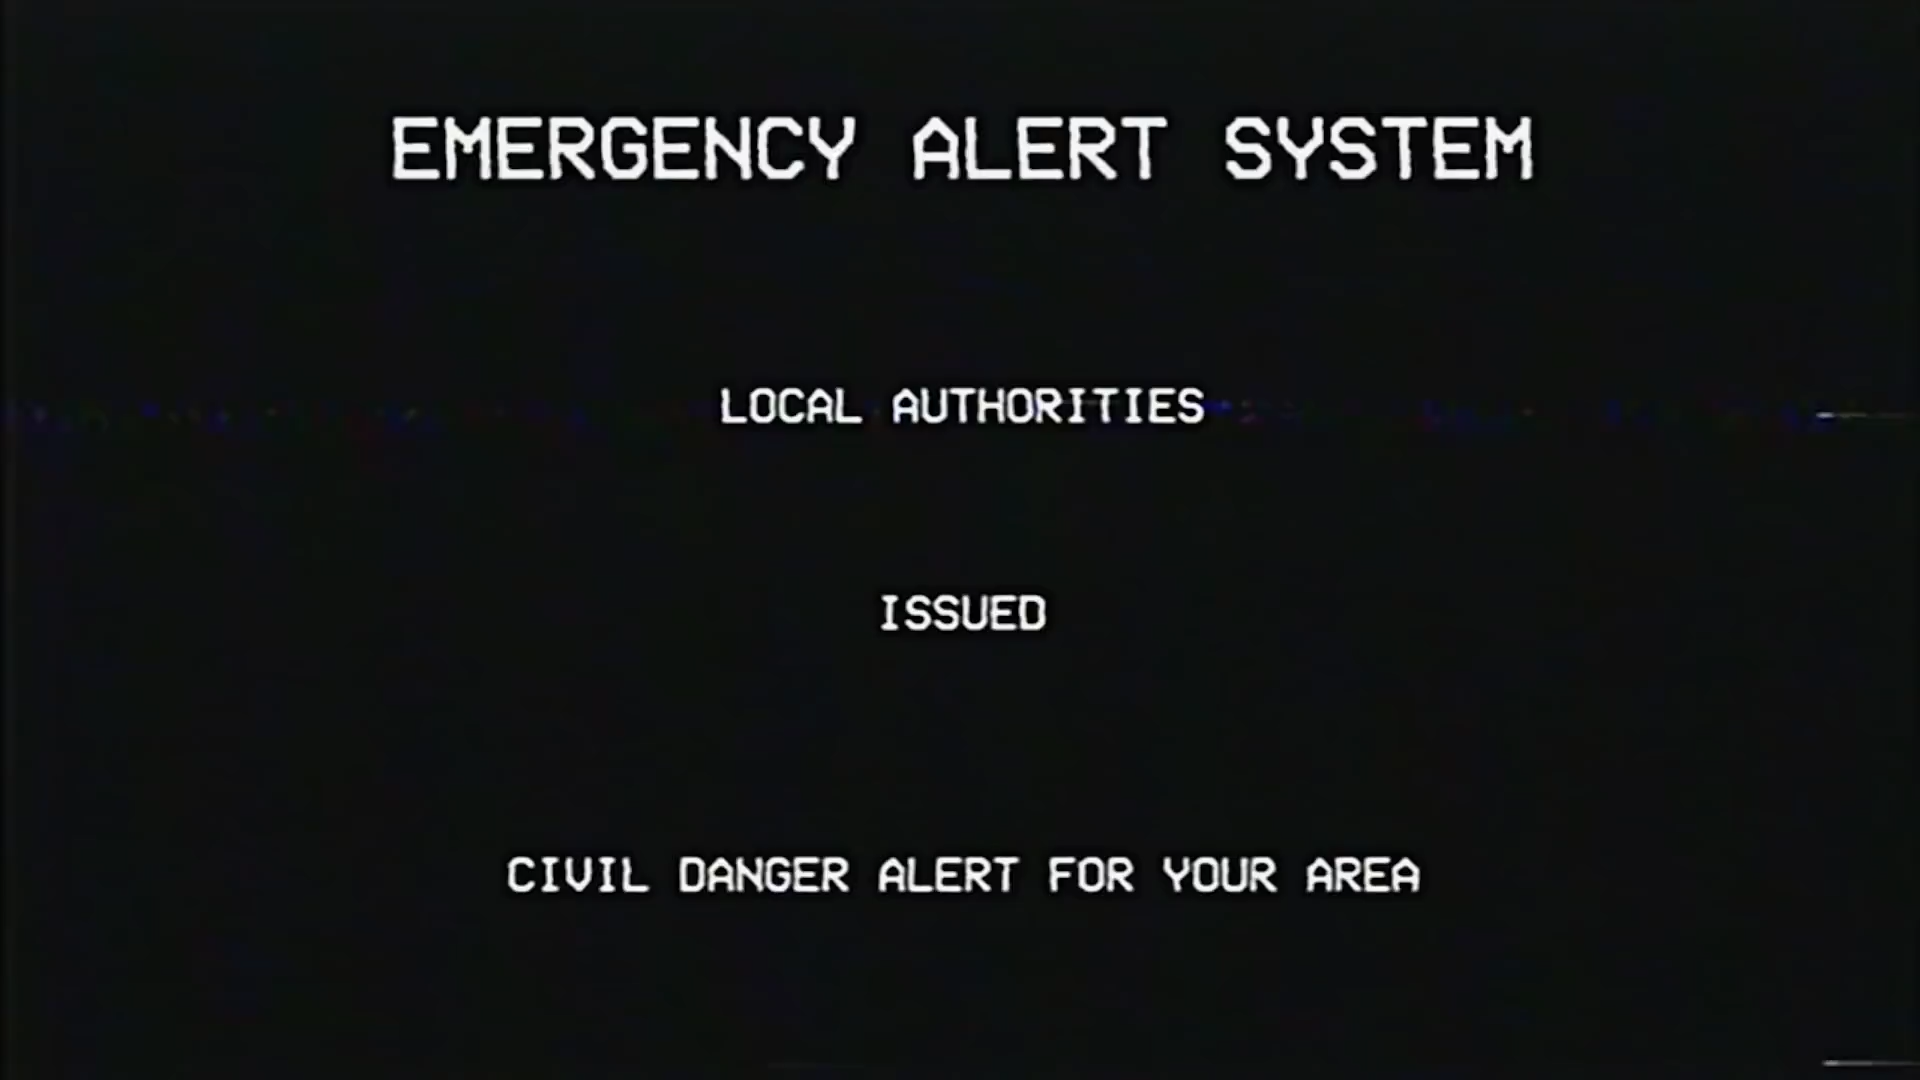 EMERGENCY ALERT SYSTEM
LOCAL AUTHORITIES
ISSUED
CIVIL DANGER ALERT FOR YOUR AREA